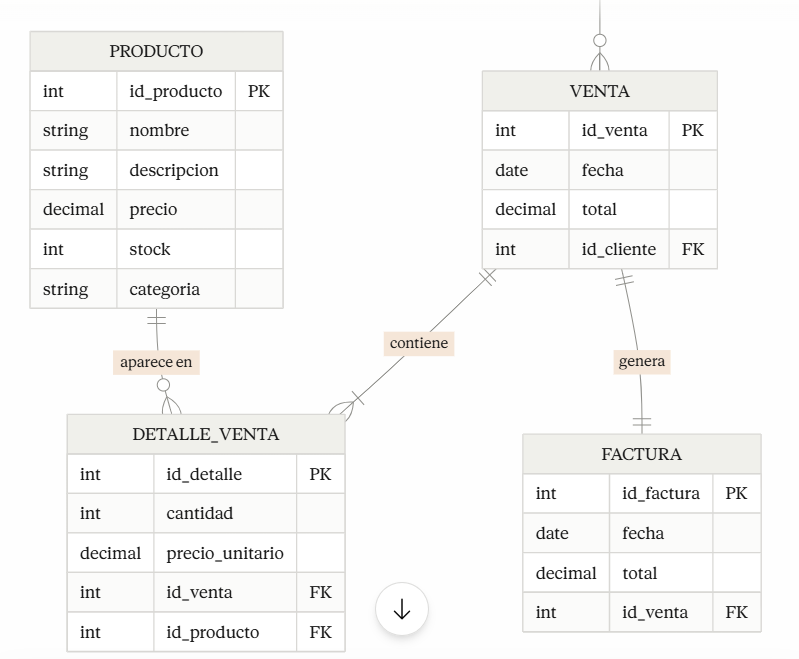 PRODUCTO
int id_producto PK
string nombre
string descripcion
decimal precio
int stock
string categoria
VENTA
int id_venta PK
date fecha
decimal total
int id_cliente FK
contiene
aparece en
genera
DETALLE_VENTA
int id_detalle PK
int cantidad
decimal precio_unitario
int id_venta FK
int id_producto FK
FACTURA
int id_factura PK
date fecha
decimal total
int id_venta FK